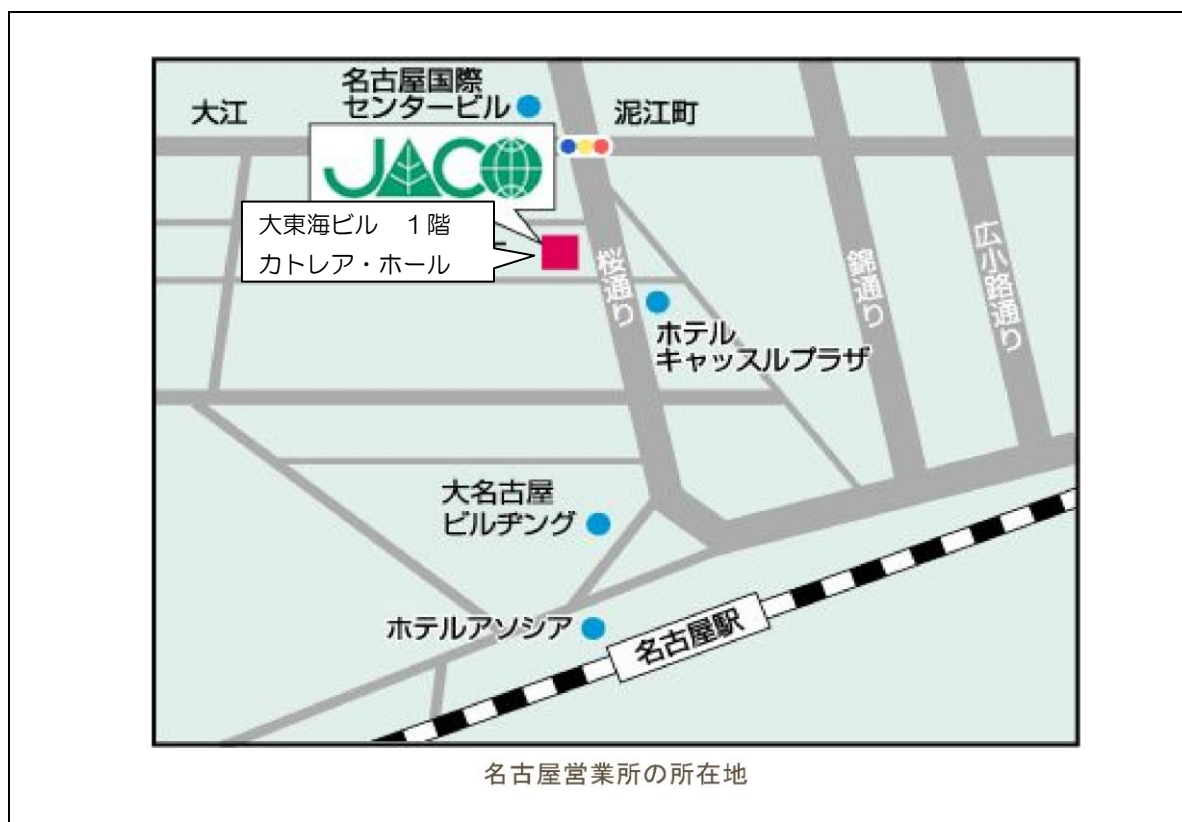 名古屋国際
センタービル
大江
泥江町
JACO
大東海ビル　１階
カトレア・ホール
桜通り
錦通り
広小路通り
ホテル
キャッスルプラザ
大名古屋
ビルヂング
ホテルアソシア
名古屋駅
名古屋営業所の所在地